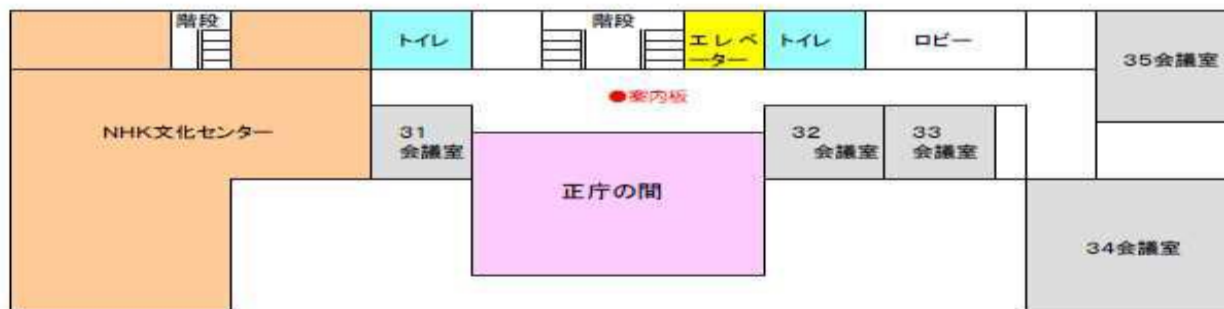 階段
階段
トイレ
エレベ
ーター
トイレ
ロビー
35会議室
●案内板
NHK文化センター
31
会議室
32
会議室
33
会議室
正庁の間
34会議室